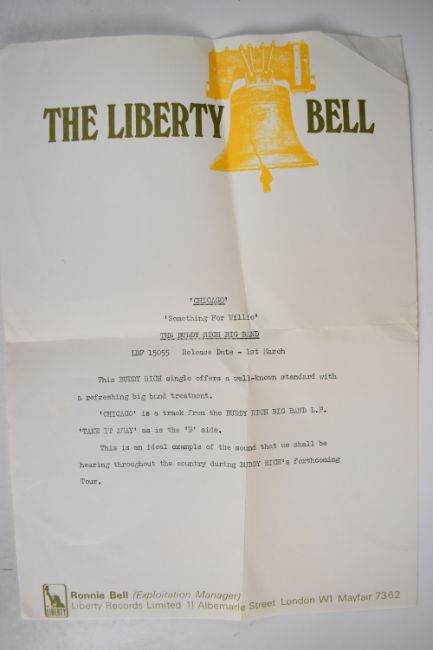 THE LIBERTY BELL
'CHICAGO'
'Something For Willie'
THE BUDDY RICH BIG BAND
LBF 15055 Release Date - 1st March
This BUDDY RICH single offers a well-known standard with
a refreshing big band treatment.
'CHICAGO' is a track from the BUDDY RICH BIG BAND L.P.
'TAKE IT AWAY' as is the 'B' side.
This is an ideal example of the sound that we shall be
hearing throughout the country during BUDDY RICH's forthcoming
Tour.
LIBERTY
Ronnie Bell (Exploitation Manager)
Liberty Records Limited 11 Albemarle Street London W1 Mayfair 7362